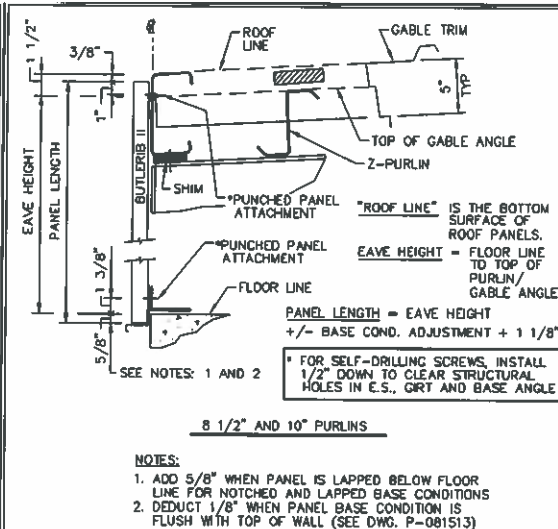 1 1/2"
3/8"
ROOF
LINE
GABLE TRIM
5"
TYP
1"
EAVE HEIGHT
PANEL LENGTH
BUTLERIB II
SHIM
*PUNCHED PANEL
ATTACHMENT
TOP OF GABLE ANGLE
Z-PURLIN
"ROOF LINE" IS THE BOTTOM
SURFACE OF
ROOF PANELS.
EAVE HEIGHT = FLOOR LINE
TO TOP OF
PURLIN/
GABLE ANGLE
*PUNCHED PANEL
ATTACHMENT
1 3/8"
FLOOR LINE
PANEL LENGTH = EAVE HEIGHT
+/- BASE COND. ADJUSTMENT + 1 1/8"
5/8"
SEE NOTES: 1 AND 2
* FOR SELF-DRILLING SCREWS, INSTALL
1/2" DOWN TO CLEAR STRUCTURAL
HOLES IN E.S., GIRT AND BASE ANGLE
8 1/2" AND 10" PURLINS
NOTES:
1. ADD 5/8" WHEN PANEL IS LAPPED BELOW FLOOR
LINE FOR NOTCHED AND LAPPED BASE CONDITIONS
2. DEDUCT 1/8" WHEN PANEL BASE CONDITION IS
FLUSH WITH TOP OF WALL (SEE DWG. P-081513)